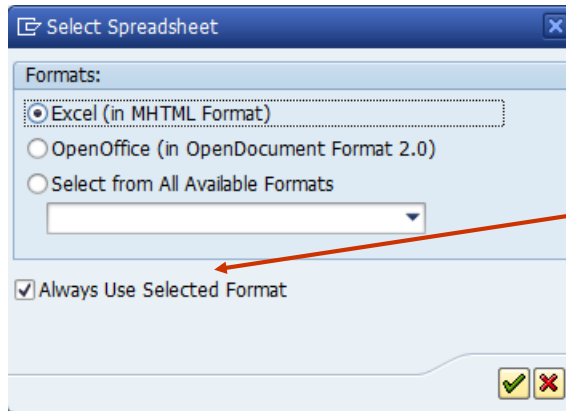 Select Spreadsheet
Formats:
Excel (in MHTML Format)
OpenOffice (in OpenDocument Format 2.0)
Select from All Available Formats
Always Use Selected Format